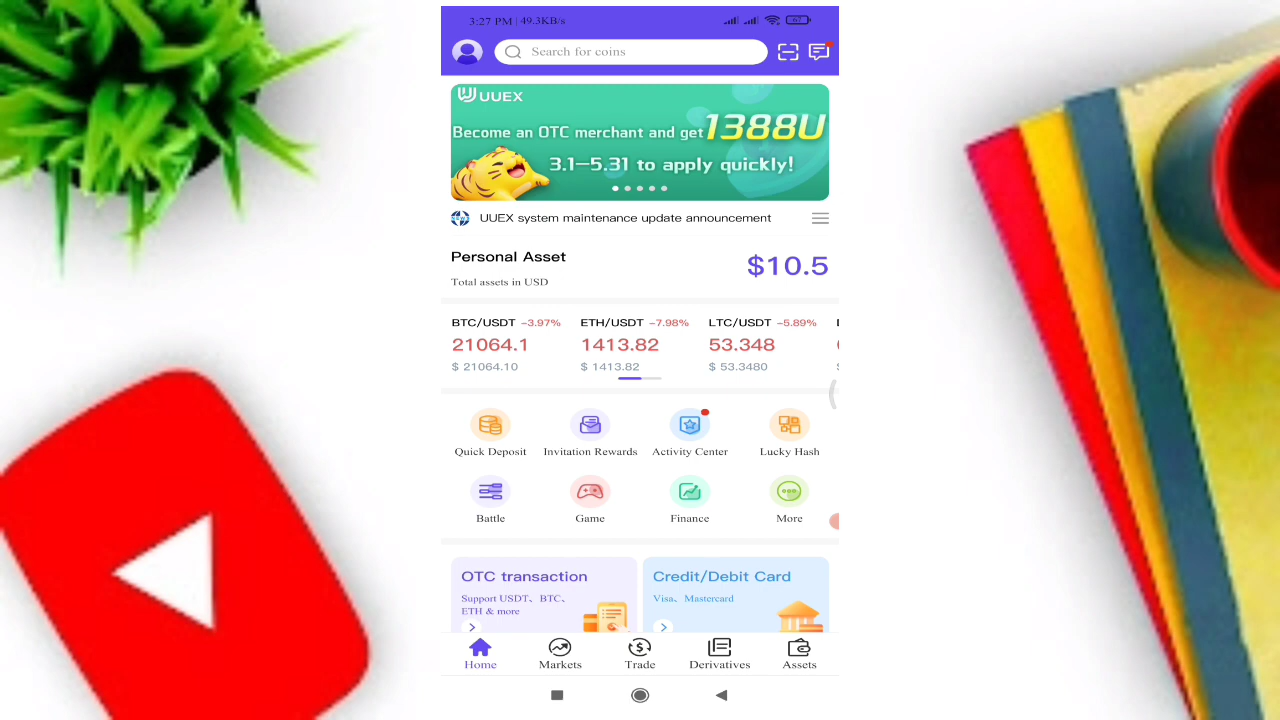 3:27 PM | 49.3KB/s
67
Search for coins
UUEX
Become an OTC merchant and get 1388U
3.1–5.31 to apply quickly!
NEWS
UUEX system maintenance update announcement
Personal Asset
$10.5
Total assets in USD
BTC/USDT -3.97% ETH/USDT -7.98% LTC/USDT -5.89%
21064.1 1413.82 53.348
$ 21064.10 $ 1413.82 $ 53.3480
Quick Deposit Invitation Rewards Activity Center Lucky Hash
Battle Game Finance More
OTC transaction
Support USDT、BTC、
ETH & more
Credit/Debit Card
Visa、Mastercard
Home Markets Trade Derivatives Assets